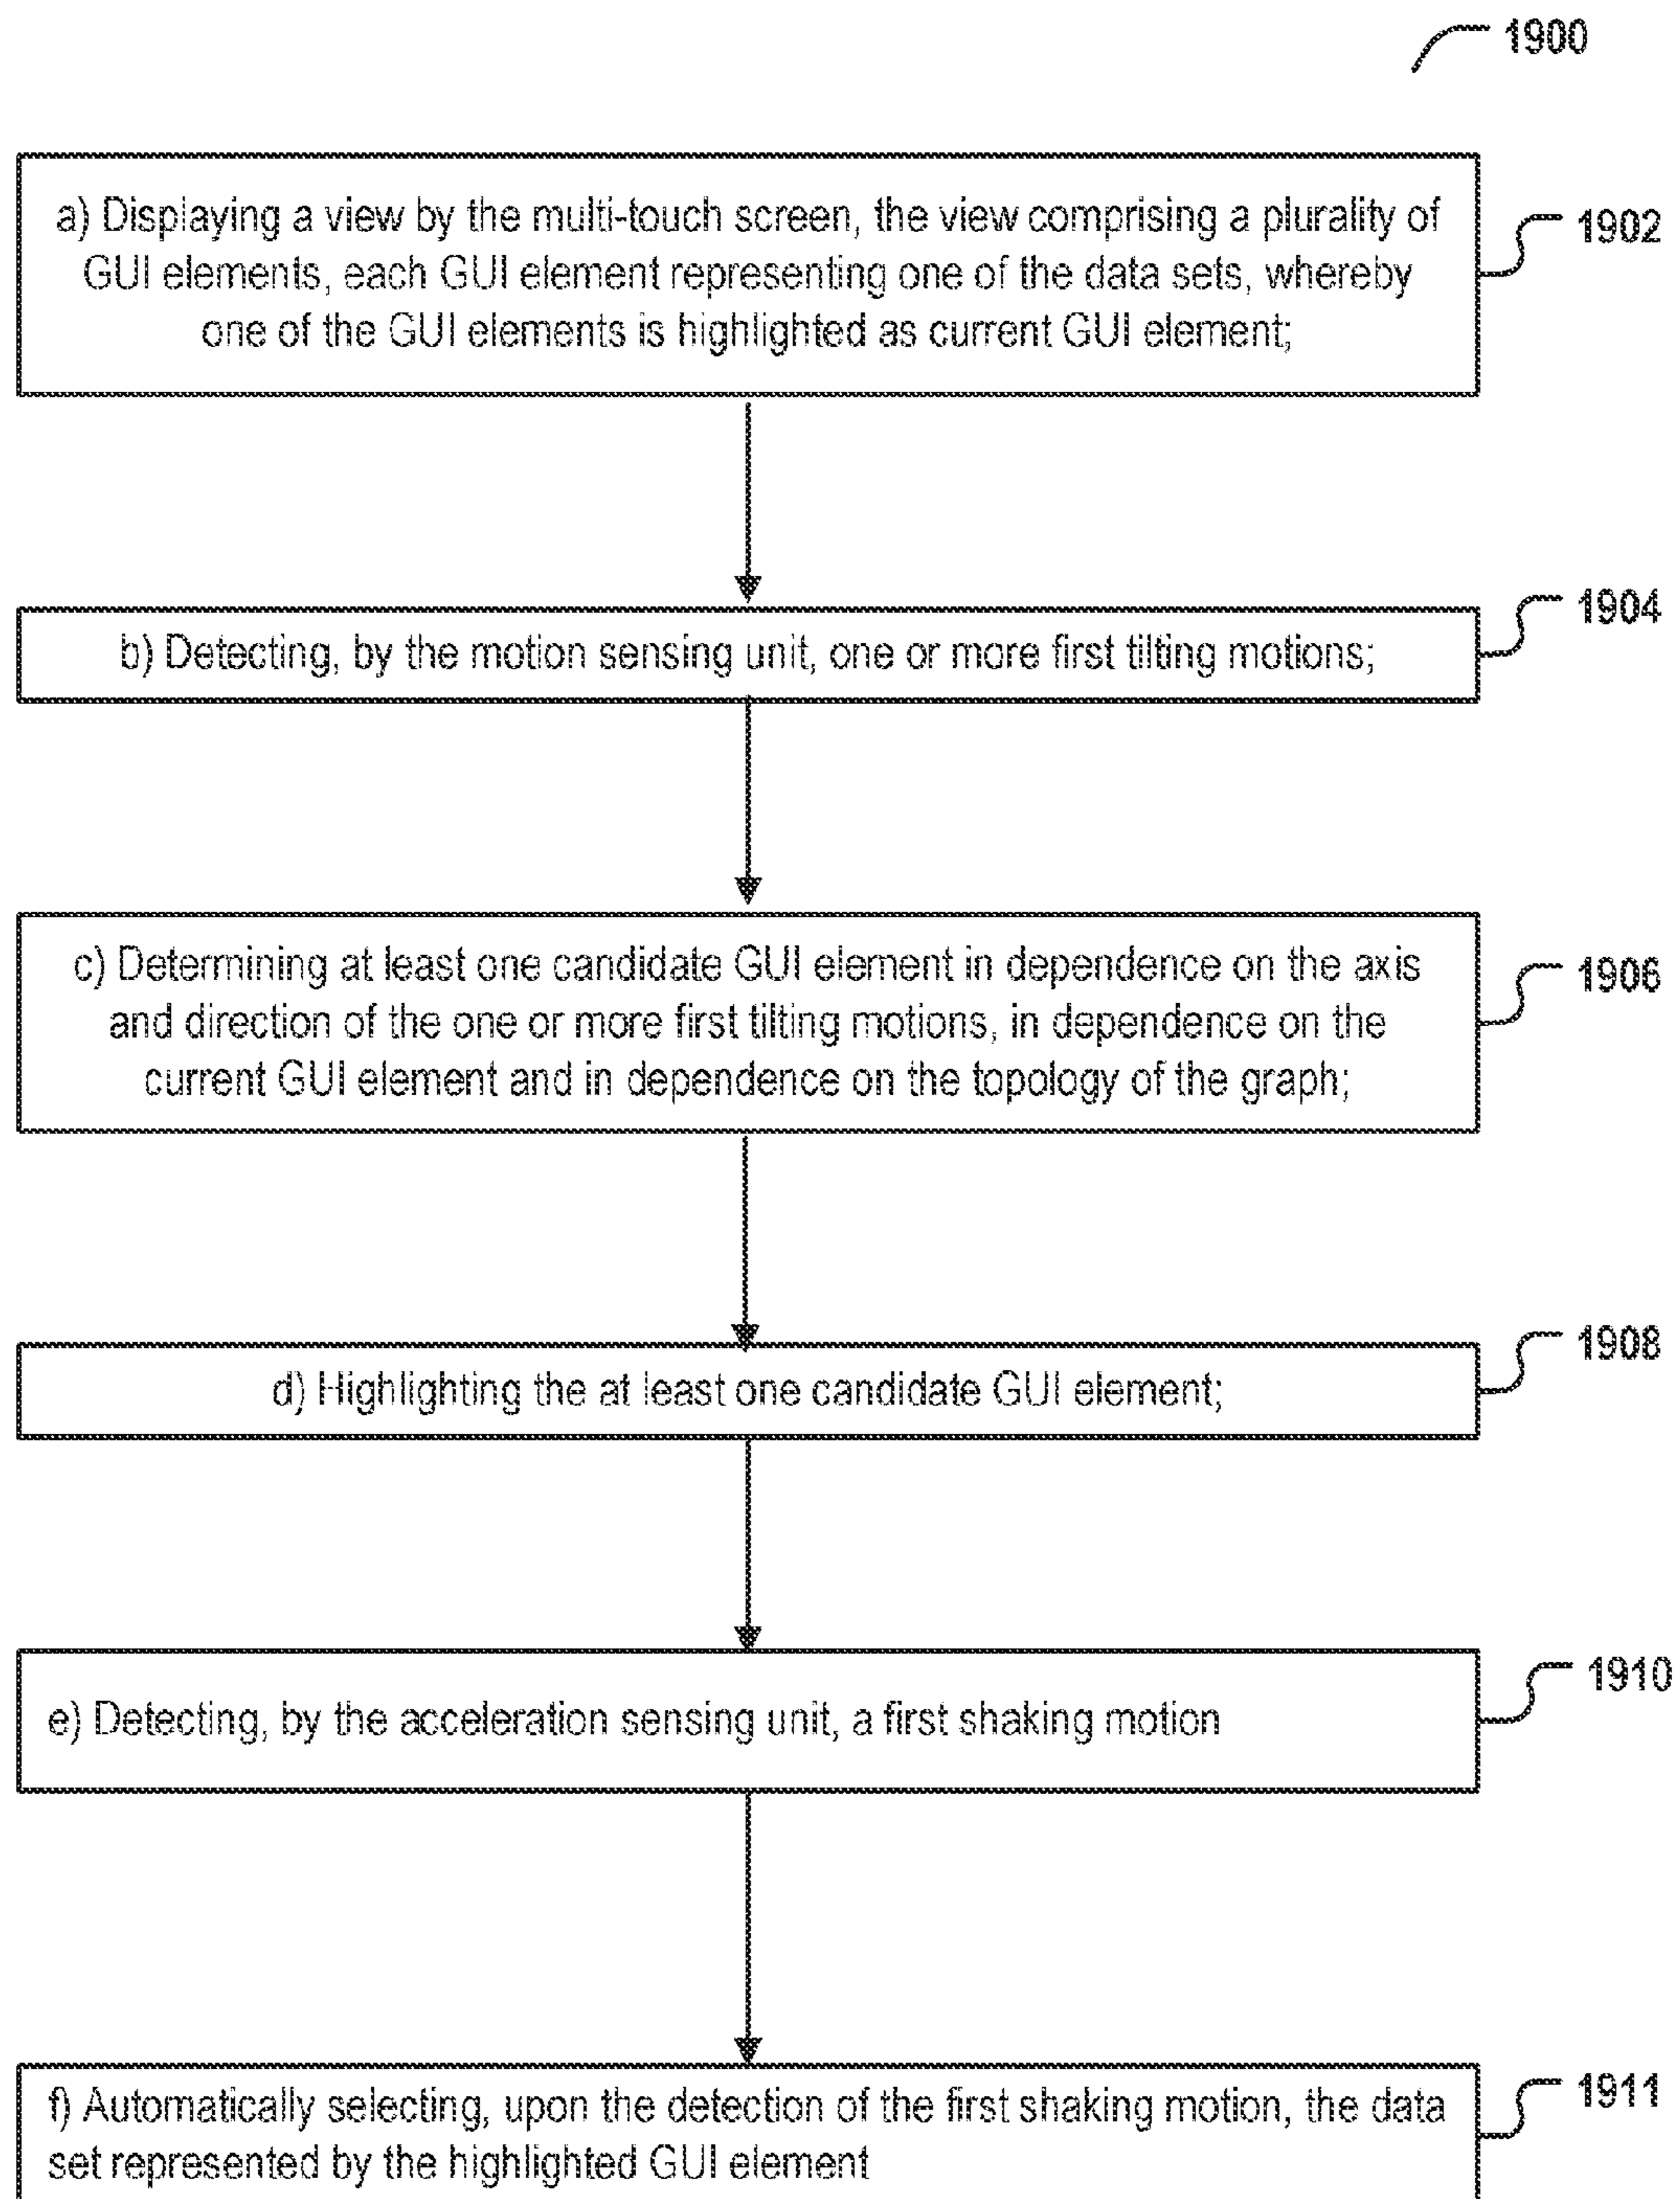 1900
a) Displaying a view by the multi-touch screen, the view comprising a plurality of
GUI elements, each GUI element representing one of the data sets, whereby
one of the GUI elements is highlighted as current GUI element;
1902
b) Detecting, by the motion sensing unit, one or more first tilting motions;
1904
c) Determining at least one candidate GUI element in dependence on the axis
and direction of the one or more first tilting motions, in dependence on the
current GUI element and in dependence on the topology of the graph;
1906
d) Highlighting the at least one candidate GUI element;
1908
e) Detecting, by the acceleration sensing unit, a first shaking motion
1910
f) Automatically selecting, upon the detection of the first shaking motion, the data
set represented by the highlighted GUI element
1911